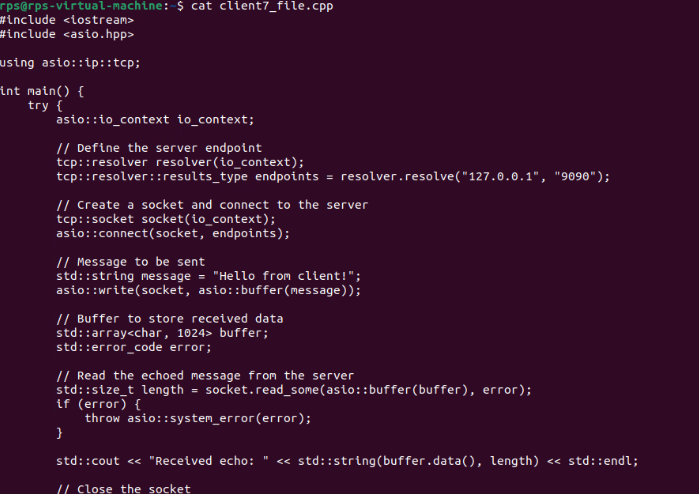 rps@rps-virtual-machine:~$ cat client7_file.cpp
#include <iostream>
#include <asio.hpp>

using asio::ip::tcp;

int main() {
    try {
        asio::io_context io_context;

        // Define the server endpoint
        tcp::resolver resolver(io_context);
        tcp::resolver::results_type endpoints = resolver.resolve("127.0.0.1", "9090");

        // Create a socket and connect to the server
        tcp::socket socket(io_context);
        asio::connect(socket, endpoints);

        // Message to be sent
        std::string message = "Hello from client!";
        asio::write(socket, asio::buffer(message));

        // Buffer to store received data
        std::array<char, 1024> buffer;
        std::error_code error;

        // Read the echoed message from the server
        std::size_t length = socket.read_some(asio::buffer(buffer), error);
        if (error) {
            throw asio::system_error(error);
        }

        std::cout << "Received echo: " << std::string(buffer.data(), length) << std::endl;

        // Close the socket